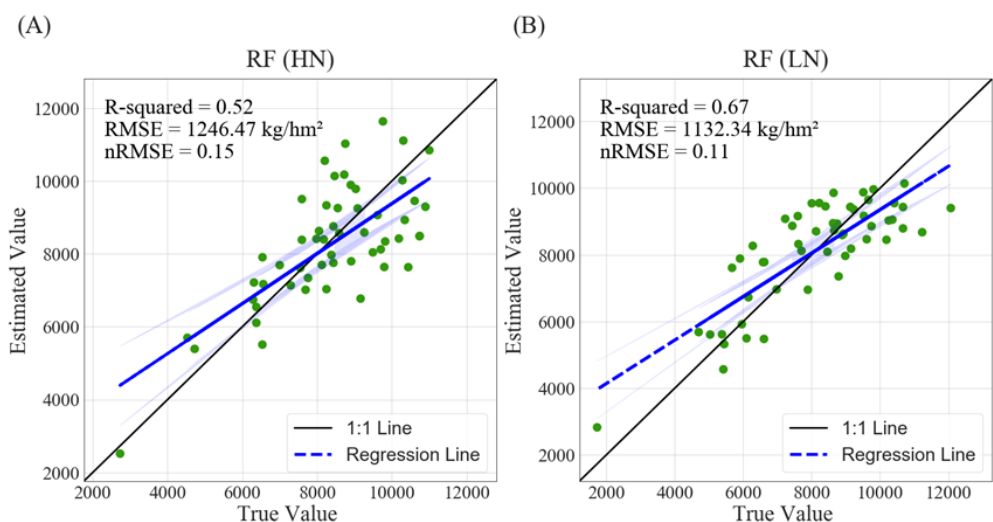 (A)
RF (HN)
R-squared = 0.52
RMSE = 1246.47 kg/hm²
nRMSE = 0.15
12000
10000
8000
6000
4000
2000
Estimated Value
1:1 Line
Regression Line
2000 4000 6000 8000 10000 12000
True Value
(B)
RF (LN)
R-squared = 0.67
RMSE = 1132.34 kg/hm²
nRMSE = 0.11
12000
10000
8000
6000
4000
2000
Estimated Value
1:1 Line
Regression Line
2000 4000 6000 8000 10000 12000
True Value